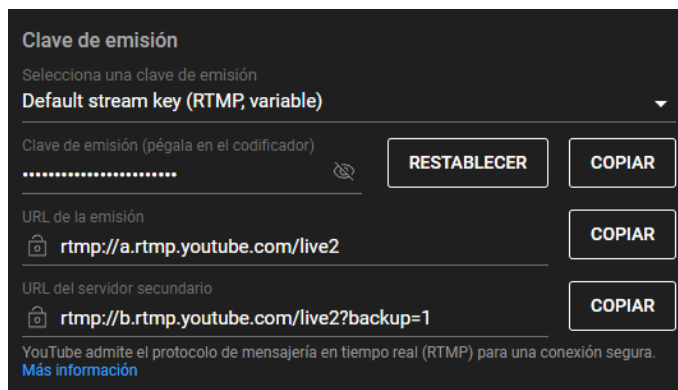 Clave de emisión
Selecciona una clave de emisión
Default stream key (RTMP, variable)
Clave de emisión (pégala en el codificador)
••••••••••••••••••••••••
RESTABLECER
COPIAR
URL de la emisión
rtmp://a.rtmp.youtube.com/live2
COPIAR
URL del servidor secundario
rtmp://b.rtmp.youtube.com/live2?backup=1
COPIAR
YouTube admite el protocolo de mensajería en tiempo real (RTMP) para una conexión segura.
Más información